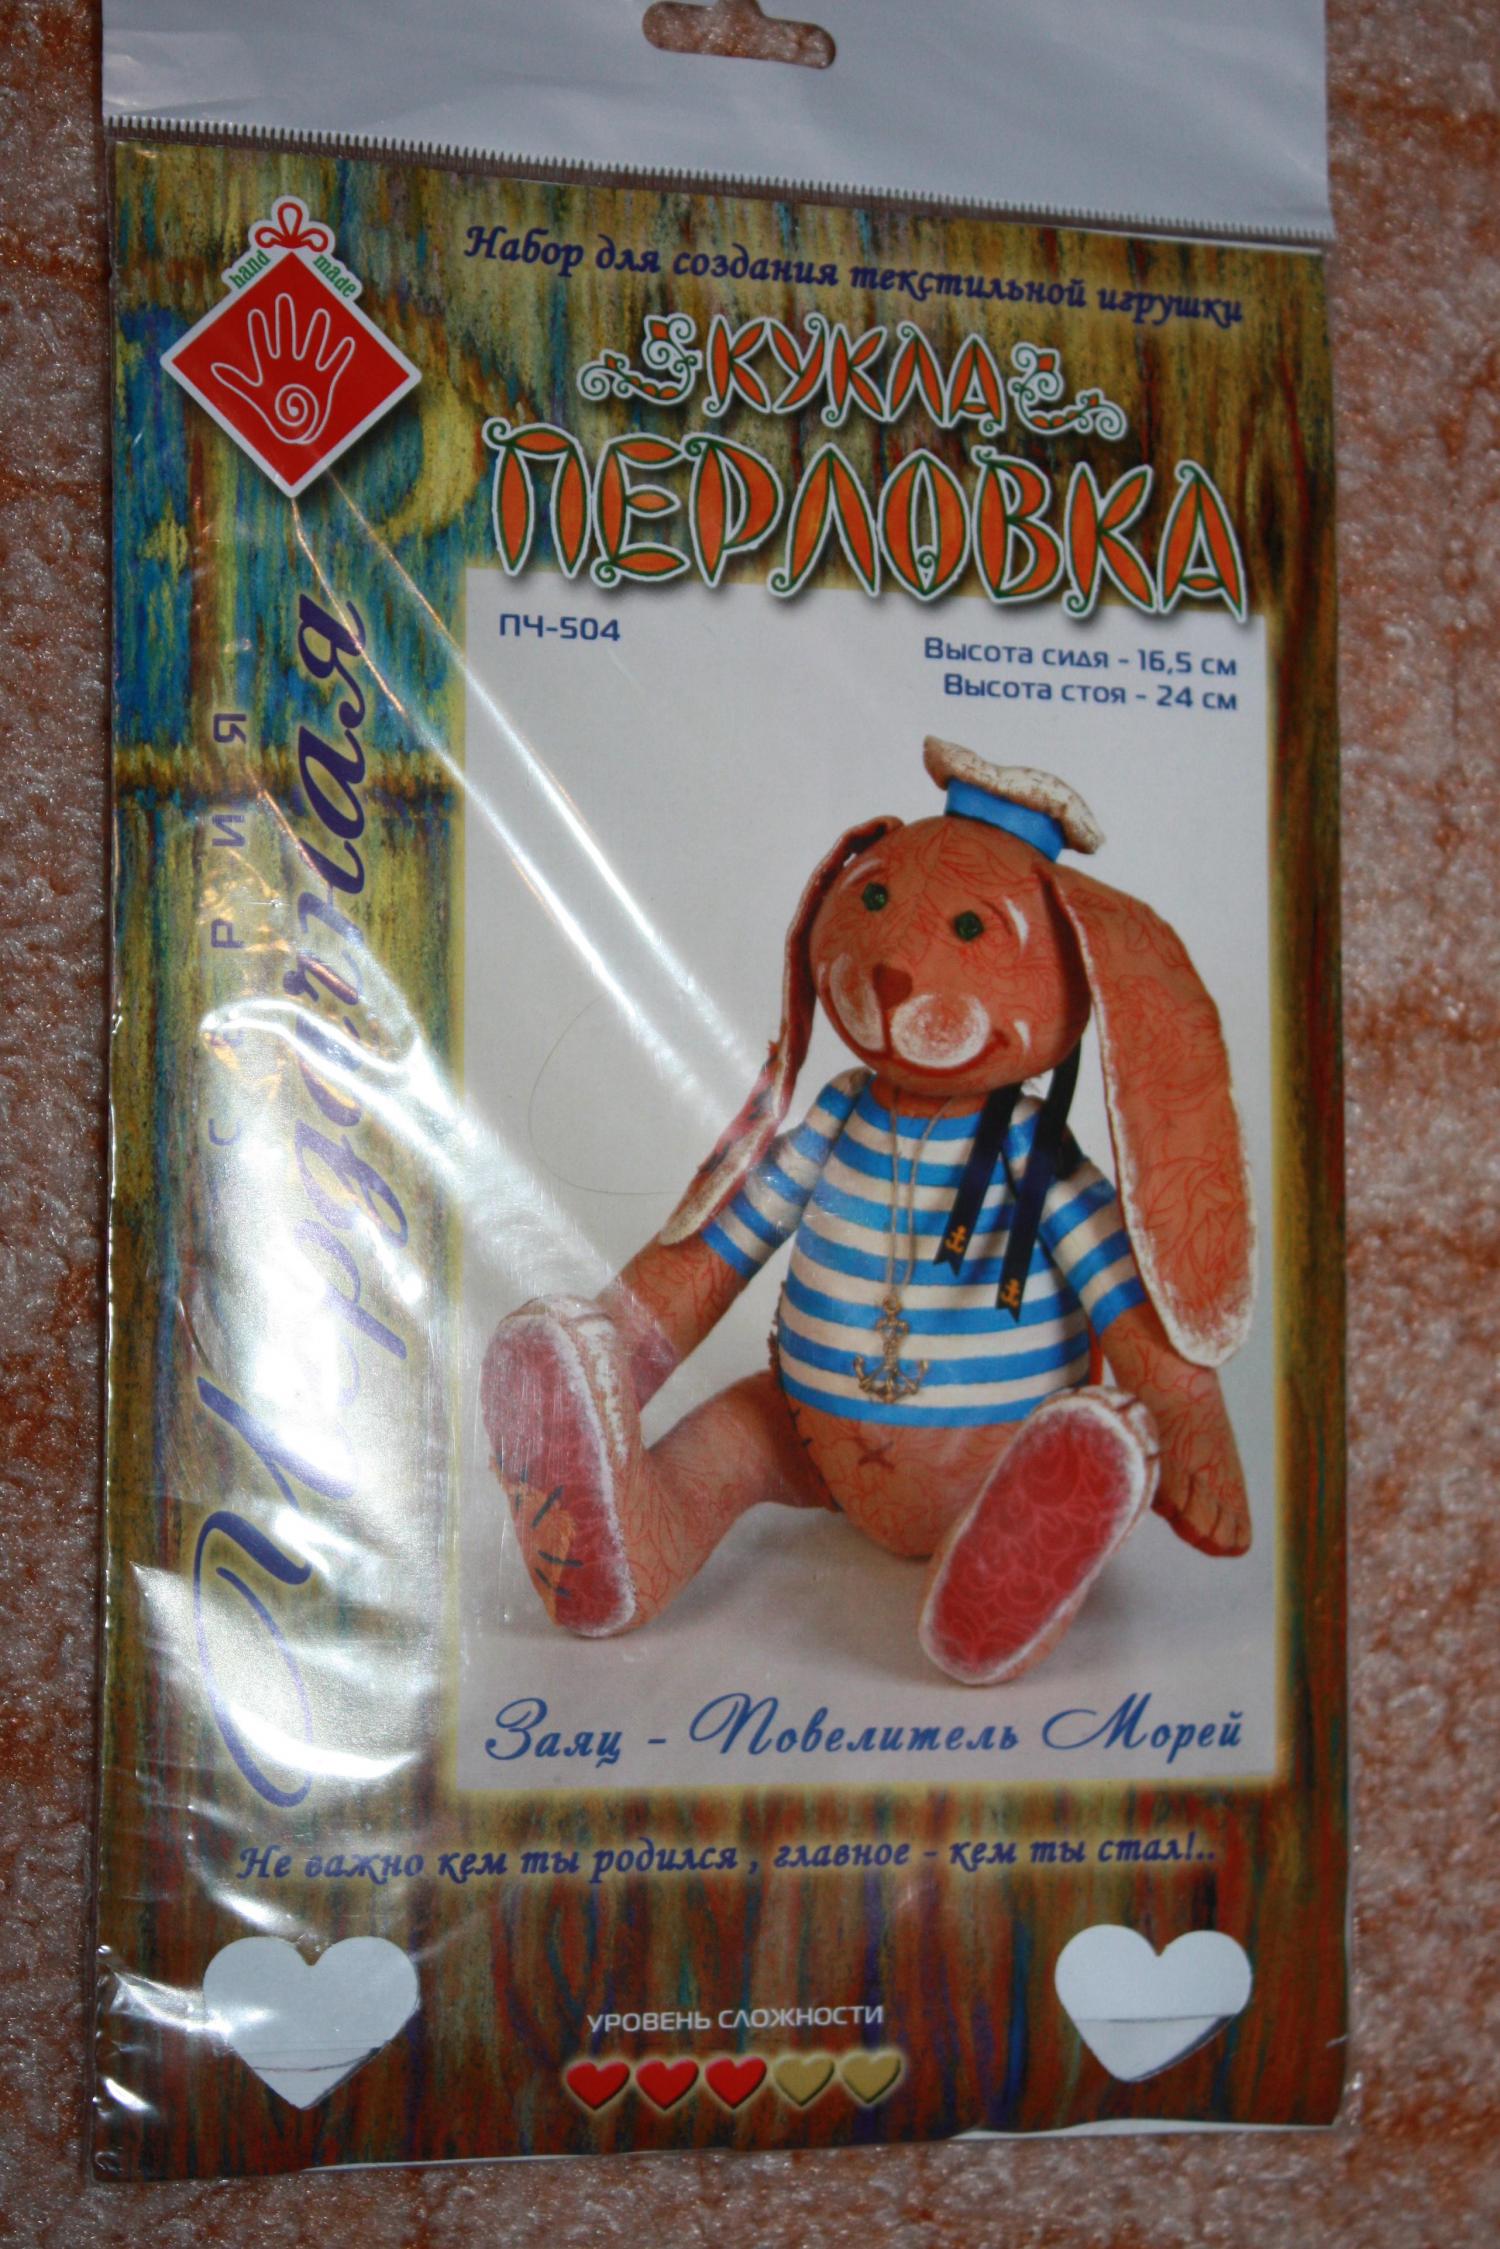 hand made
Набор для создания текстильной игрушки
КУКЛА
ПЕРЛОВКА
ПЧ-504
Высота сидя - 16,5 см
Высота стоя - 24 см
серия
Чердачная
Заяц - Повелитель Морей
Не важно кем ты родился , главное - кем ты стал!..
УРОВЕНЬ СЛОЖНОСТИ